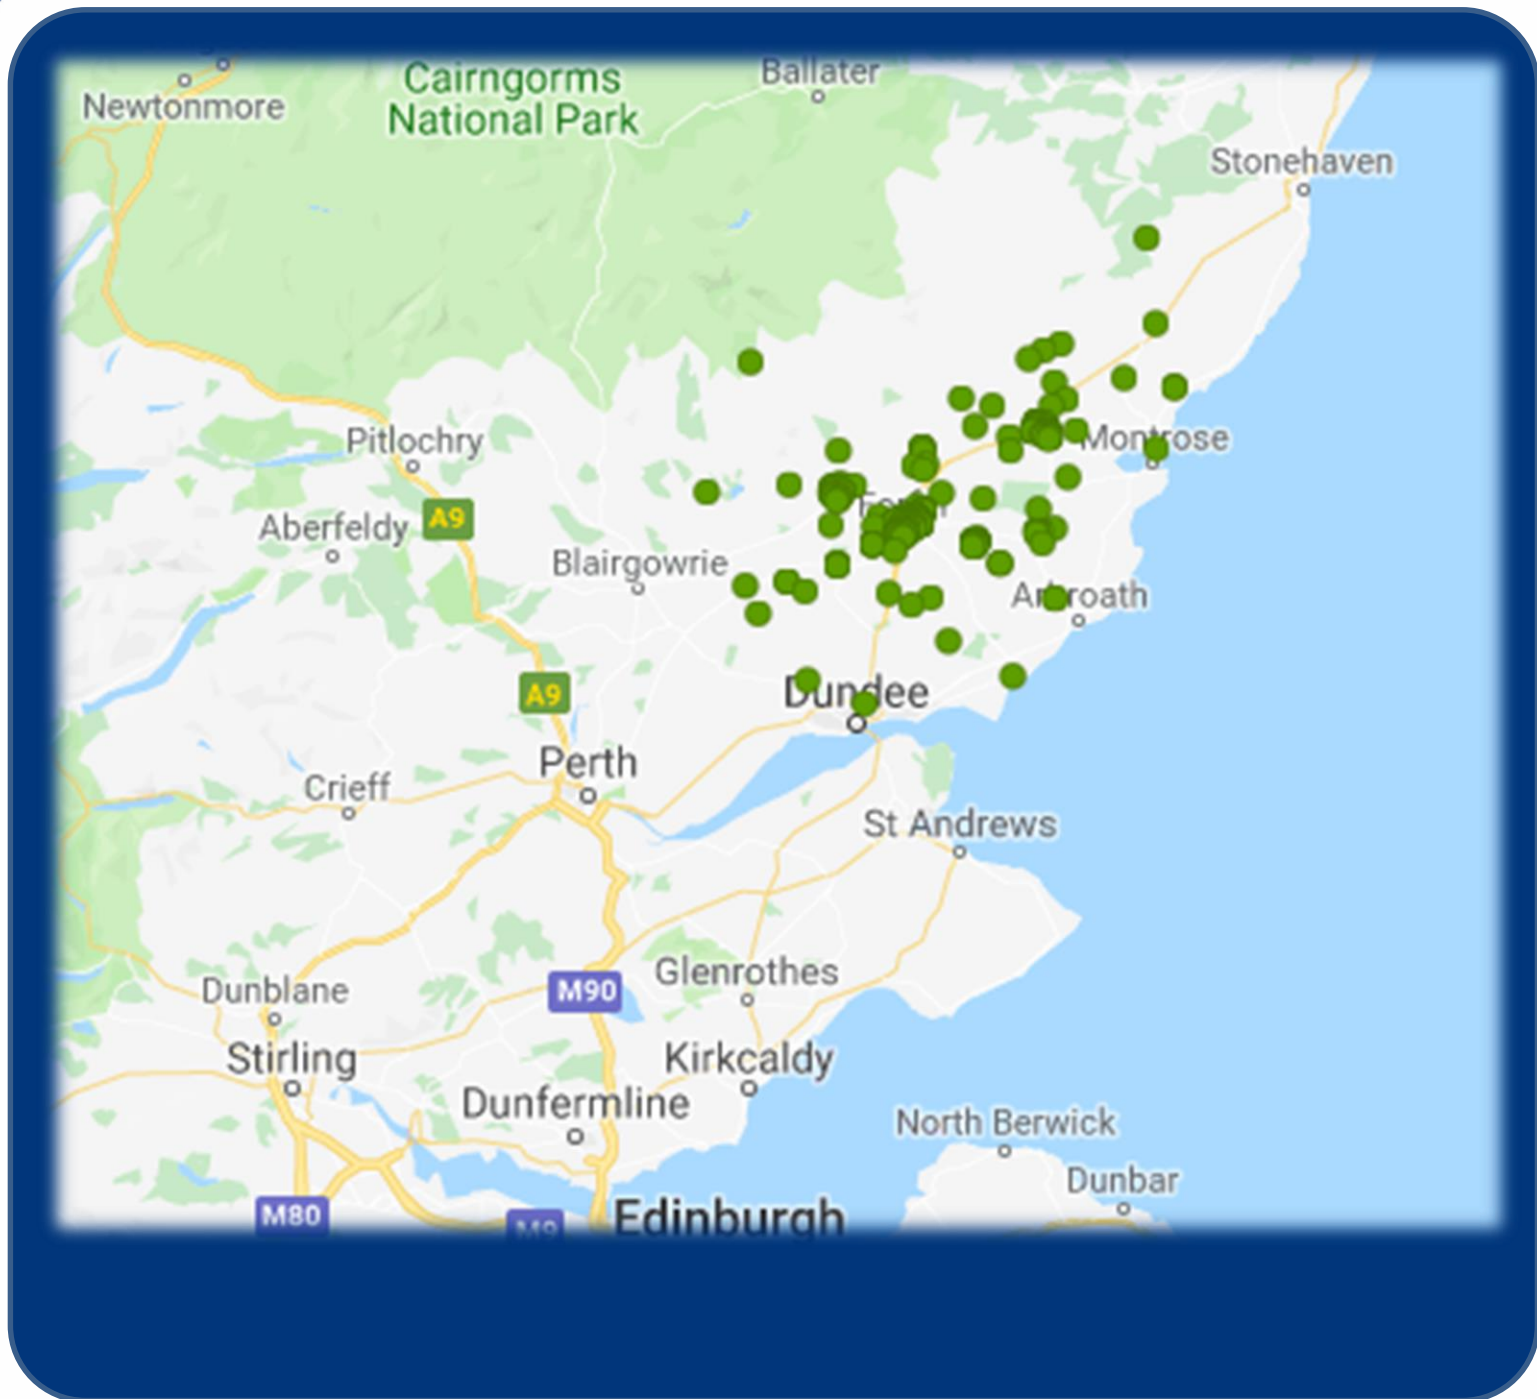 Cairngorms
National Park
Ballater
Newtonmore
Stonehaven
Pitlochry
Montrose
A9
Aberfeldy
Blairgowrie
Dundee
A9
Perth
Crieff
St Andrews
Glenrothes
M90
Dunblane
Stirling
Kirkcaldy
Dunfermline
North Berwick
Dunbar
M80
M9
Edinburgh